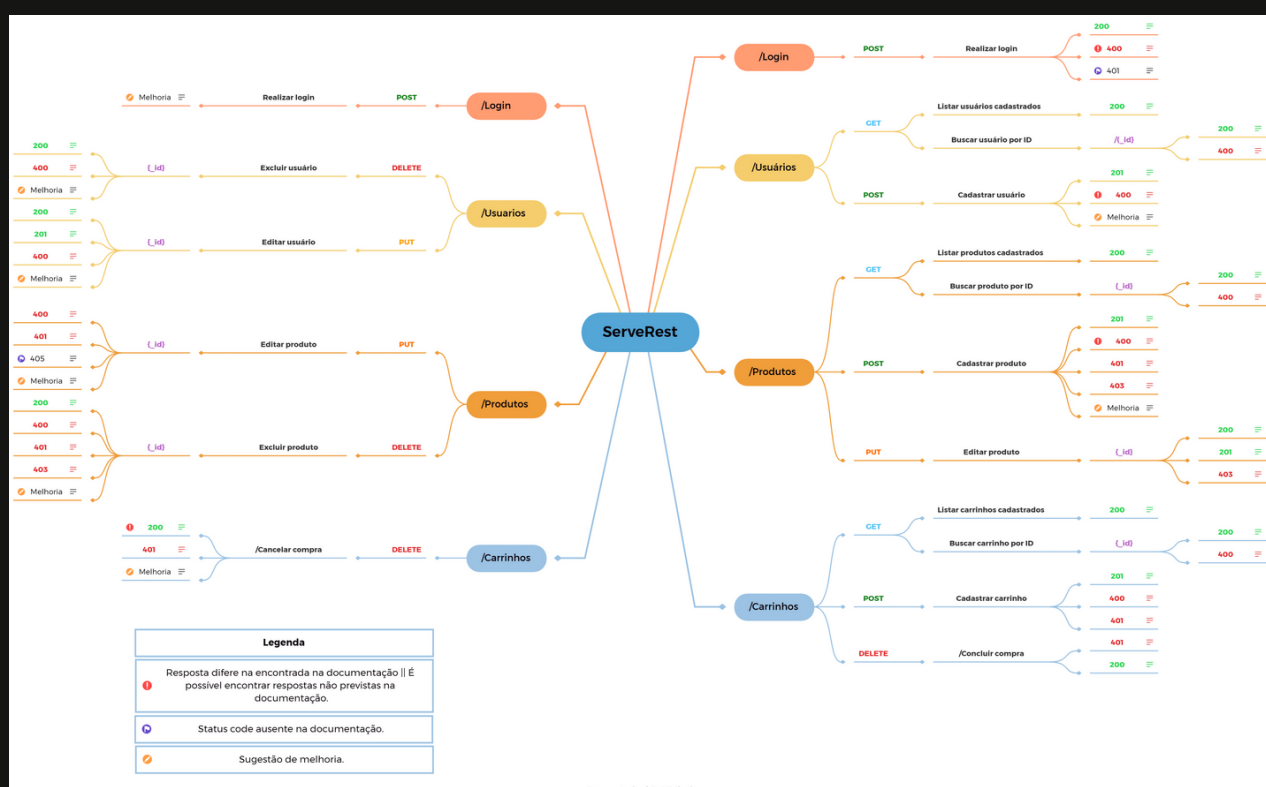 ServeRest
/Login
POST
Realizar login
Melhoria
/Usuarios
DELETE
Excluir usuário
{_id}
200
400
Melhoria
PUT
Editar usuário
{_id}
200
201
400
Melhoria
/Produtos
PUT
Editar produto
{_id}
400
401
405
Melhoria
DELETE
Excluir produto
{_id}
200
400
401
403
Melhoria
/Carrinhos
DELETE
/Cancelar compra
200
401
Melhoria
/Login
POST
Realizar login
200
400
401
/Usuários
GET
Listar usuários cadastrados
200
Buscar usuário por ID
/{_id}
200
400
POST
Cadastrar usuário
201
400
Melhoria
/Produtos
GET
Listar produtos cadastrados
200
Buscar produto por ID
{_id}
200
400
POST
Cadastrar produto
201
400
401
403
Melhoria
PUT
Editar produto
{_id}
200
201
403
/Carrinhos
GET
Listar carrinhos cadastrados
200
Buscar carrinho por ID
{_id}
200
400
POST
Cadastrar carrinho
201
400
401
DELETE
/Concluir compra
401
200
Legenda
Resposta difere na encontrada na documentação || É
possível encontrar respostas não previstas na
documentação.
Status code ausente na documentação.
Sugestão de melhoria.